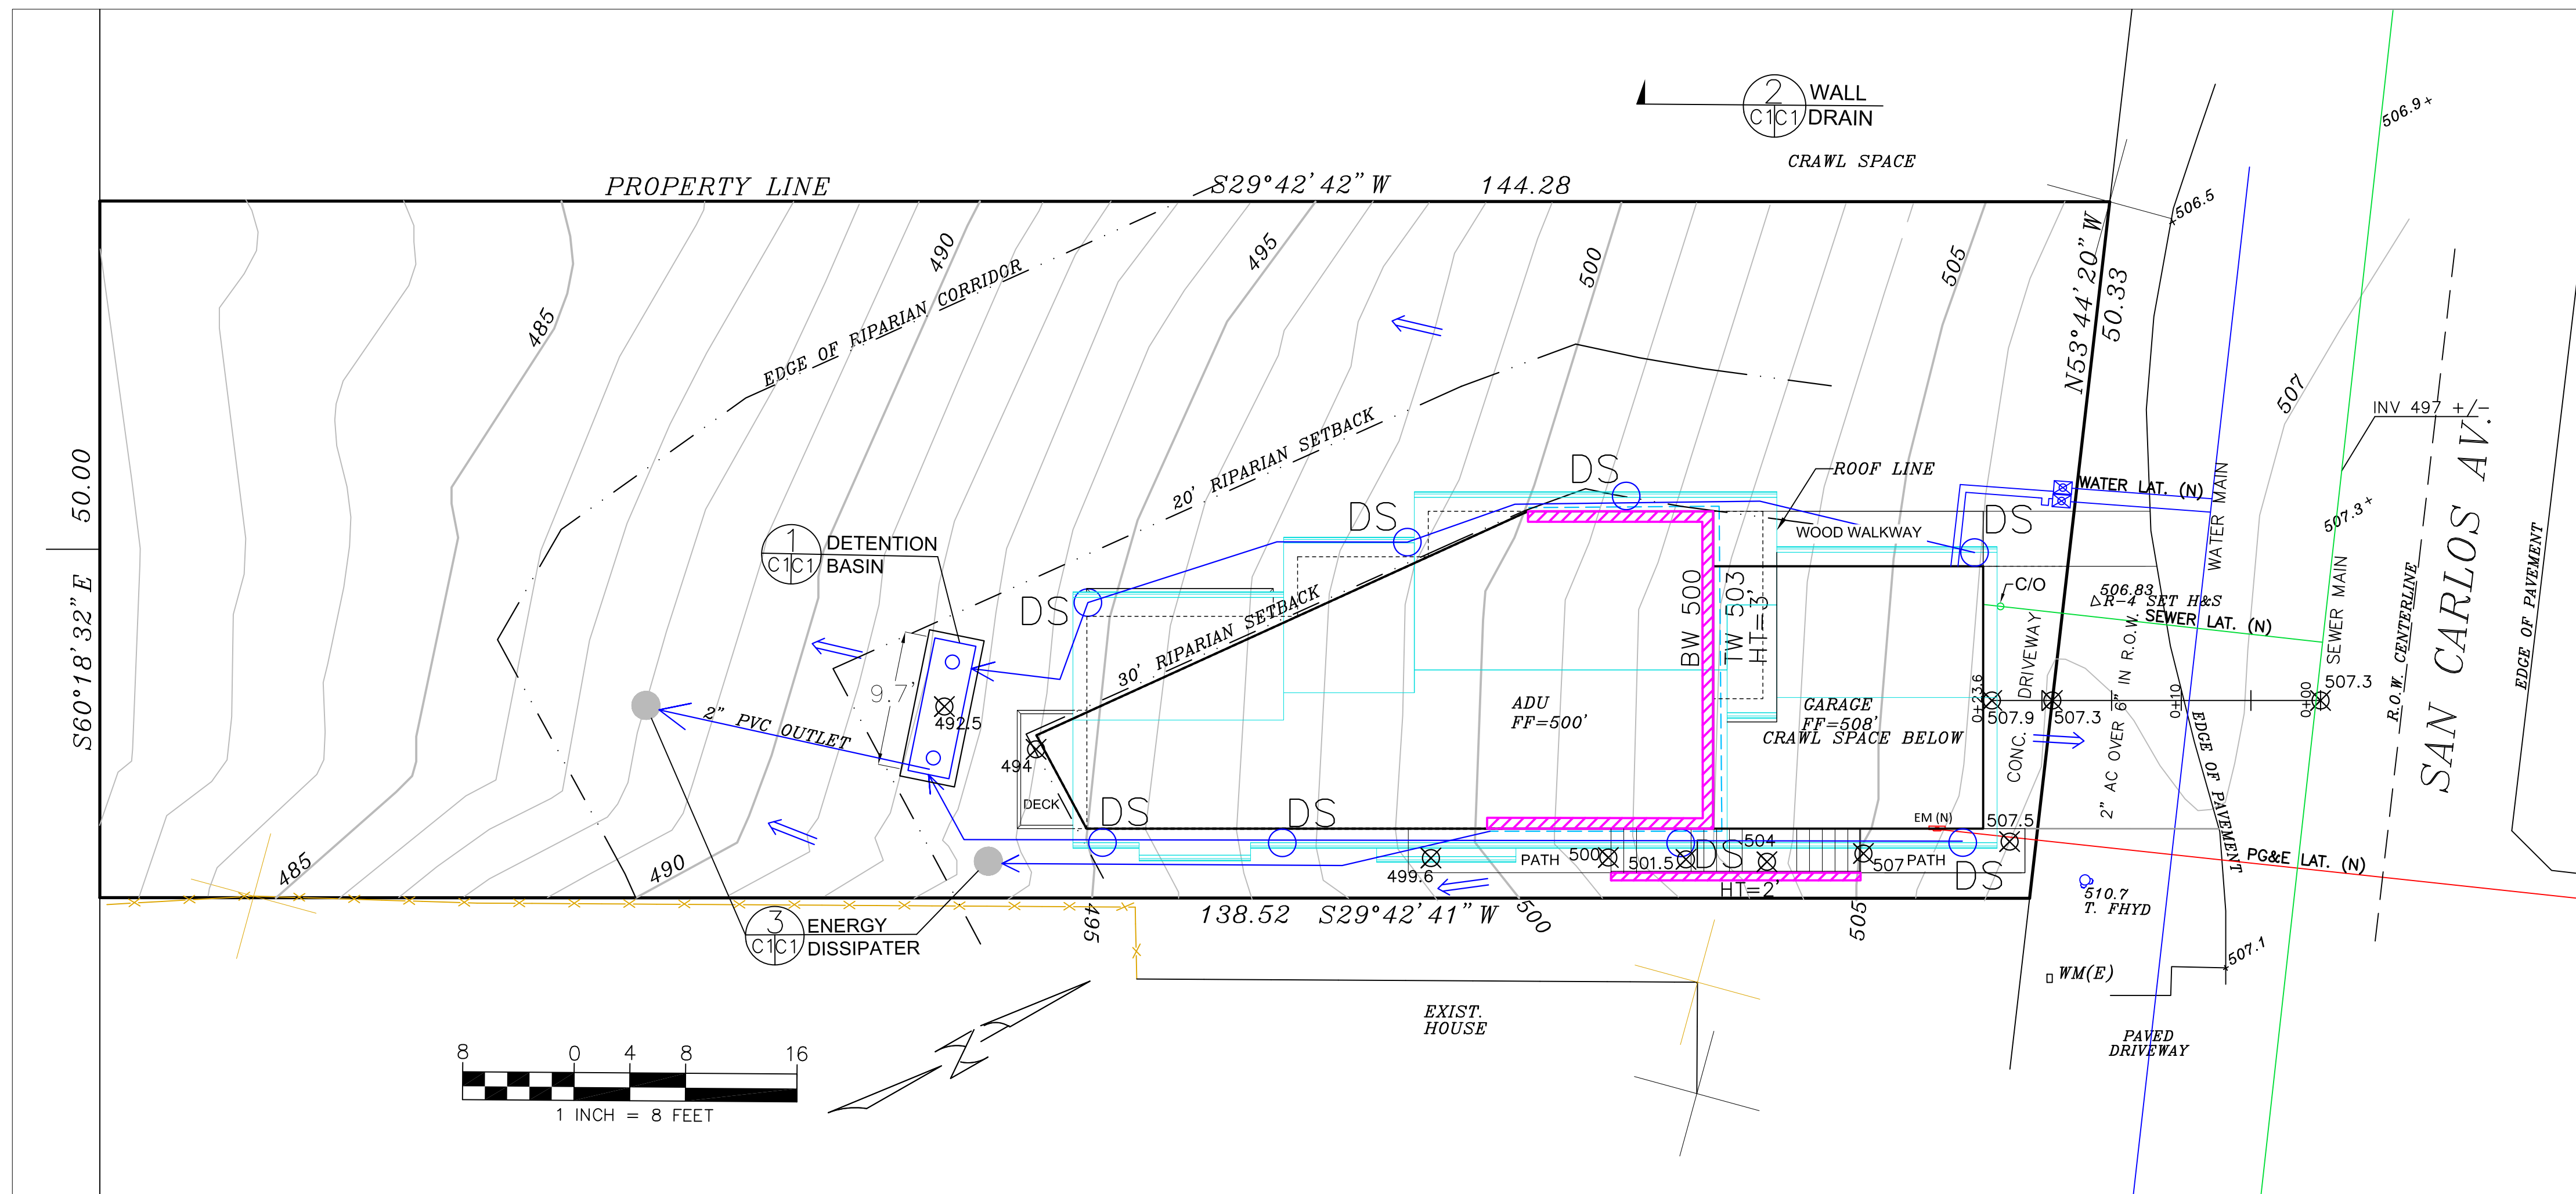 2 WALL
C1 C1 DRAIN
CRAWL SPACE
506.9+
PROPERTY LINE
S29°42'42"W 144.28
506.5
N53°44'20"W
50.33
490
495
500
505
485
EDGE OF RIPARIAN CORRIDOR
507
INV 497 +/-
SAN CARLOS AV.
20' RIPARIAN SETBACK
S60°18'32"E 50.00
DS
ROOF LINE
WATER LAT. (N)
WATER MAIN
507.3+
EDGE OF PAVEMENT
DS
DS
WOOD WALKWAY
1 DETENTION
C1 C1 BASIN
DS
30' RIPARIAN SETBACK
BW 500
TW 503
HT=3'
C/O
506.83
R-4 SET H&S
SEWER LAT. (N)
SEWER MAIN
R.O.W. CENTERLINE
9.7'
492.5
2" PVC OUTLET
494
DECK
ADU
FF=500'
GARAGE
FF=508'
CRAWL SPACE BELOW
0+23.6
507.9
CONC. DRIVEWAY
507.3
2" AC OVER 6" IN R.O.W.
0+10
0+00
507.3
EDGE OF PAVEMENT
DS
DS
DS
DS
EM (N)
507.5
PG&E LAT. (N)
499.6
PATH
500
501.5
504
507
PATH
HT=2'
510.7
T. FHYD
485
490
495
500
505
138.52 S29°42'41"W
3 ENERGY
C1 C1 DISSIPATER
507.1
WM(E)
EXIST.
HOUSE
PAVED
DRIVEWAY
Z
8 0 4 8 16
1 INCH = 8 FEET